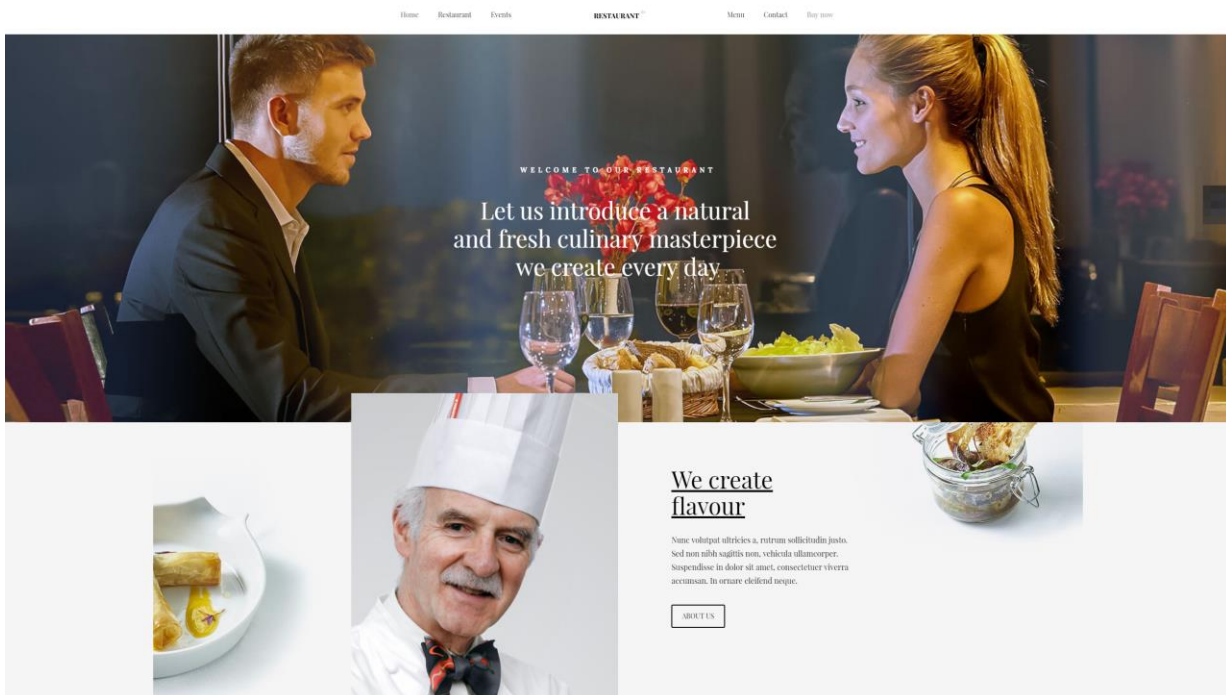 Home Restaurant Events RESTAURANT Menu Contact Buy now
WELCOME TO OUR RESTAURANT
Let us introduce a natural
and fresh culinary masterpiece
we create every day
We create
flavour
Nunc volutpat ultricies a, rutrum sollicitudin justo.
Sed non nibh sagittis non, vehicula ullamcorper.
Suspendisse in dolor sit amet, consectetuer viverra
accumsan. In ornare eleifend neque.
ABOUT US